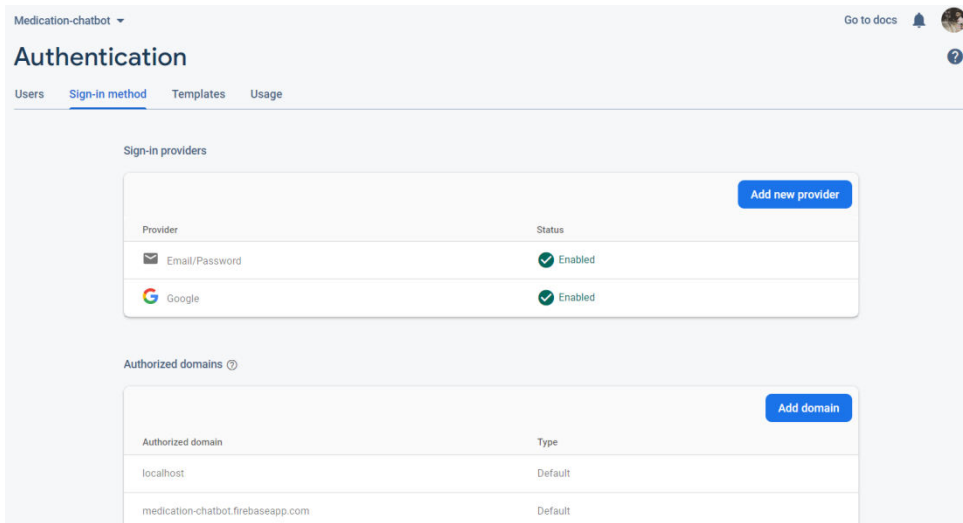 Medication-chatbot
Go to docs
Authentication
Users Sign-in method Templates Usage
Sign-in providers
Add new provider
Provider Status
Email/Password Enabled
Google Enabled
Authorized domains
Add domain
Authorized domain Type
localhost Default
medication-chatbot.firebaseapp.com Default